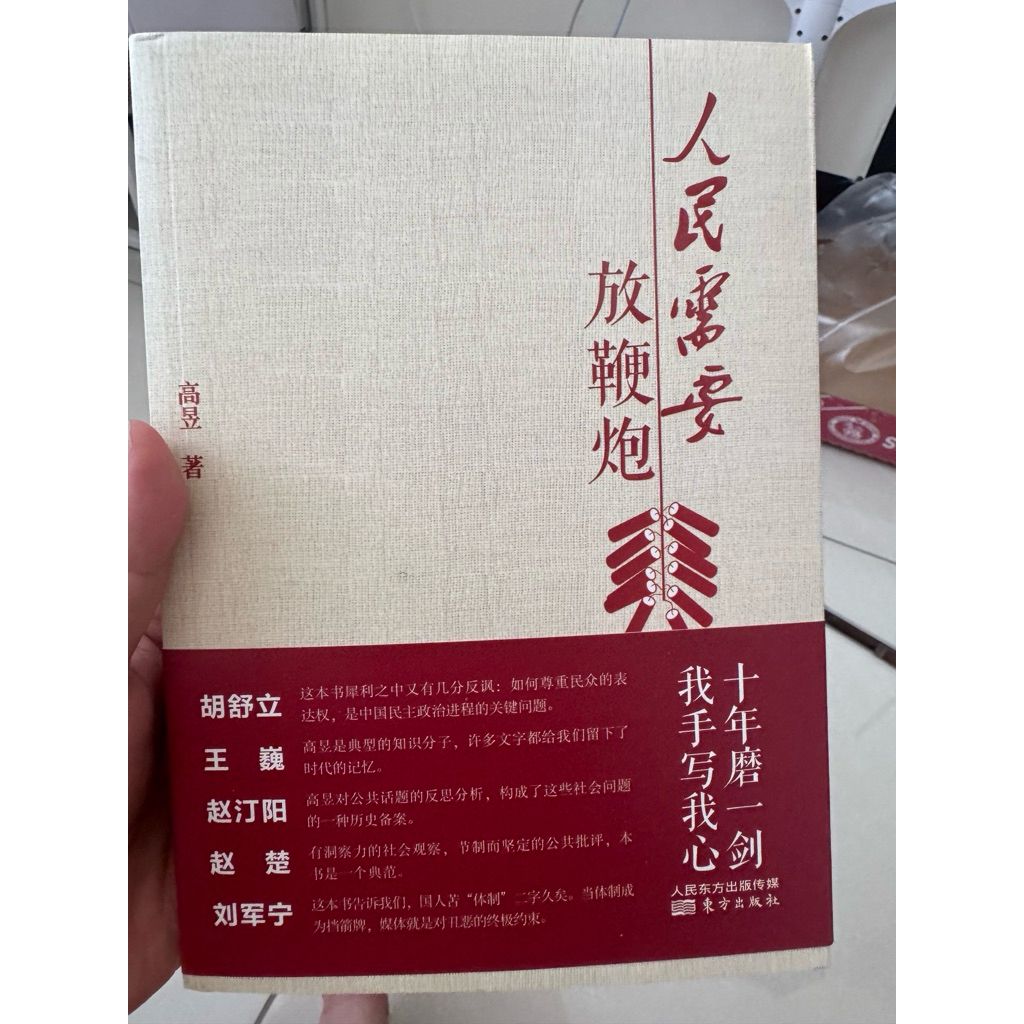 人民需要
放鞭炮
高昱 著
胡舒立
这本书犀利之中又有几分反讽：如何尊重民众的表
达权，是中国民主政治进程的关键问题。
王巍
高昱是典型的知识分子，许多文字都给我们留下了
时代的记忆。
赵汀阳
高昱对公共话题的反思分析，构成了这些社会问题
的一种历史备案。
赵楚
有洞察力的社会观察，节制而坚定的公共批评，本
书是一个典范。
刘军宁
这本书告诉我们，国人苦“体制”二字久矣。当体制成
为挡箭牌，媒体就是对丑恶的终极约束。
十年磨一剑
我手写我心
人民东方出版传媒
东方出版社
S